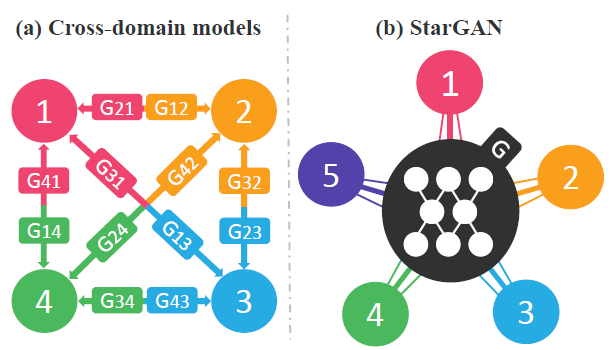 (a) Cross-domain models
1
G21
G12
2
G41
G31
G42
G32
G14
G24
G13
G23
4
G34
G43
3
(b) StarGAN
1
G
5
2
4
3